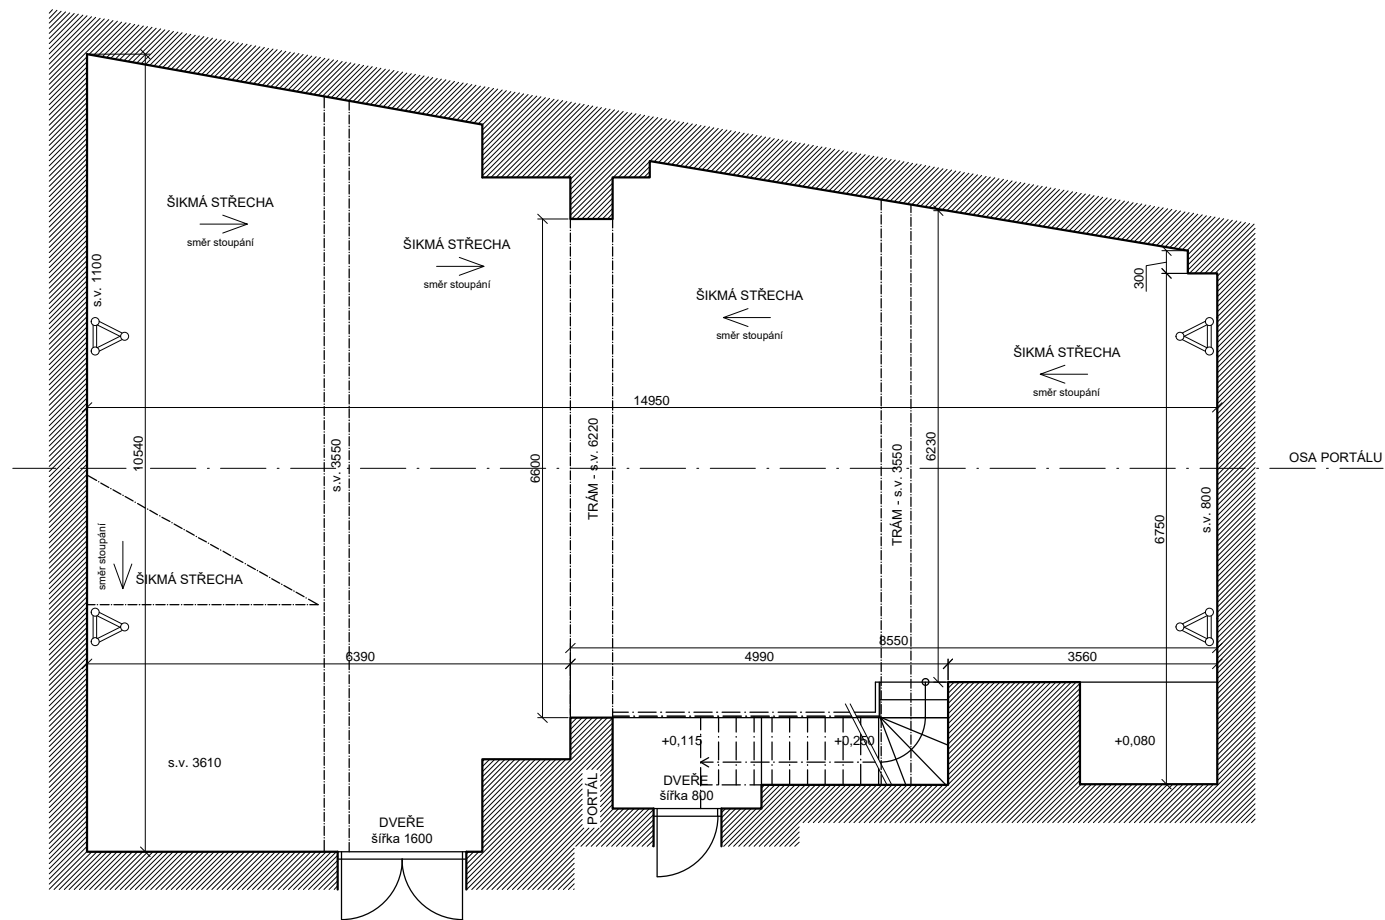 ŠIKMÁ STŘECHA
směr stoupání
ŠIKMÁ STŘECHA
směr stoupání
s.v. 1100
ŠIKMÁ STŘECHA
směr stoupání
300
ŠIKMÁ STŘECHA
směr stoupání
14950
10540
s.v. 3550
6600
TRÁM - s.v. 6220
TRÁM - s.v. 3550
6230
OSA PORTÁLU
6750
s.v. 800
směr stoupání
ŠIKMÁ STŘECHA
8550
6390
4990
3560
+0,115
+0,250
+0,080
s.v. 3610
DVEŘE
šířka 800
PORTÁL
DVEŘE
šířka 1600